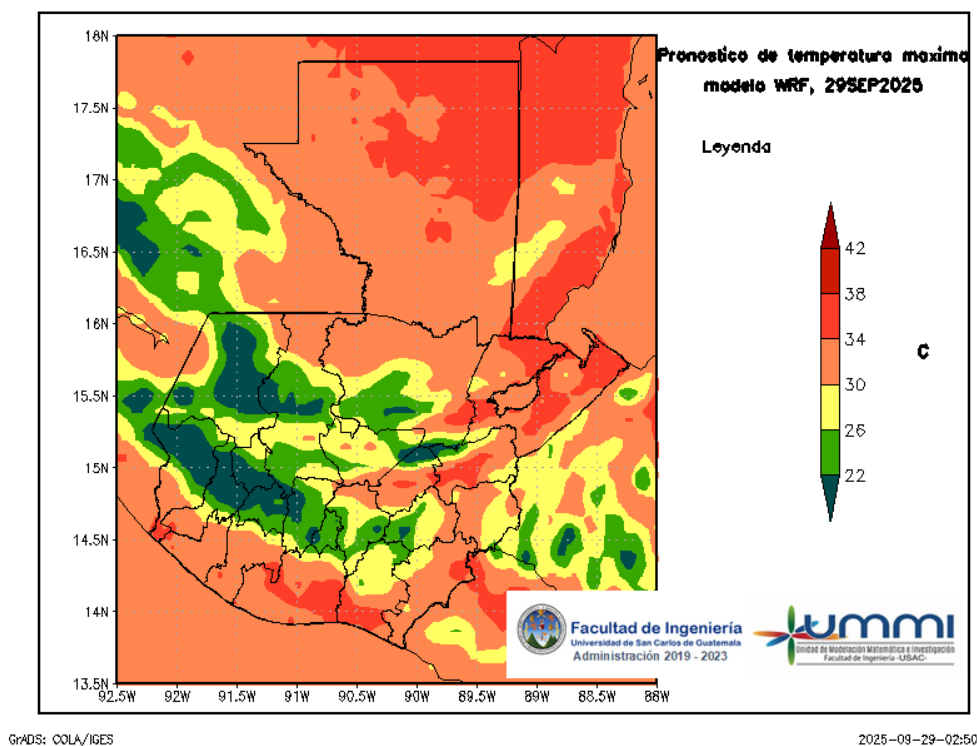 Pronostico de temperatura maxima
modelo WRF, 29SEP2025
Leyenda
42
38
34
30
26
22
C
18N
17.5N
17N
16.5N
16N
15.5N
15N
14.5N
14N
13.5N
92.5W 92W 91.5W 91W 90.5W 90W 89.5W 89W 88.5W 88W
Facultad de Ingeniería
Universidad de San Carlos de Guatemala
Administración 2019 - 2023
ummi
Unidad de Modelación Matemática e Investigación
Facultad de Ingeniería -USAC-
GrADS: COLA/IGES
2025-09-29-02:50